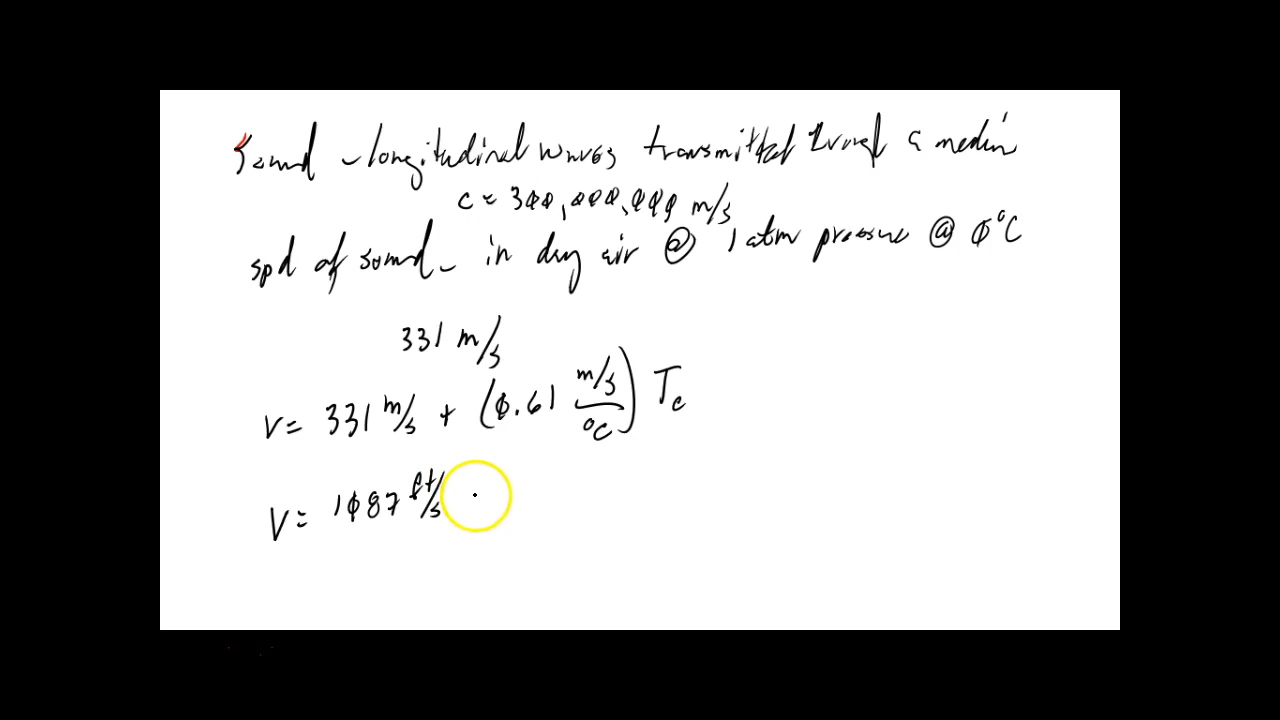 Sound - longitudinal waves transmitted through a medium
c = 300,000,000 m/s
spd of sound - in dry air @ 1 atm pressure @ 0°C
331 m/s
v = 331 m/s + (0.61 m/s/°C) Tc
V = 1087 ft/s